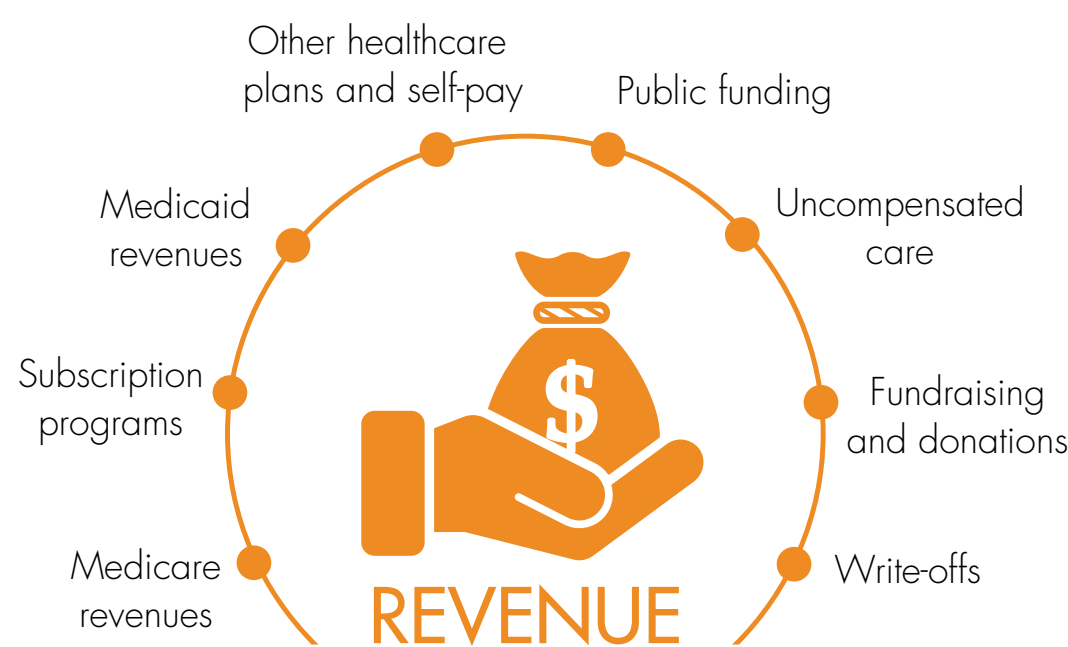 Other healthcare
plans and self-pay
Public funding
Medicaid
revenues
Uncompensated
care
Subscription
programs
Fundraising
and donations
Medicare
revenues
Write-offs
$
REVENUE